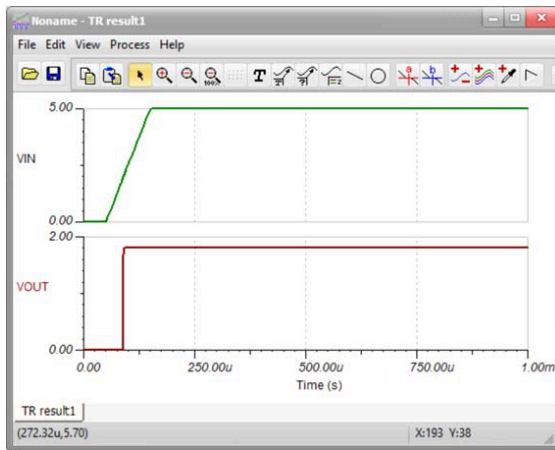 Noname - TR result1
File Edit View Process Help
T
100%
a
b
5.00
VIN
0.00
2.00
VOUT
0.00
0.00 250.00u 500.00u 750.00u 1.00m
Time (s)
TR result1
(272.32u,5.70) X:193 Y:38